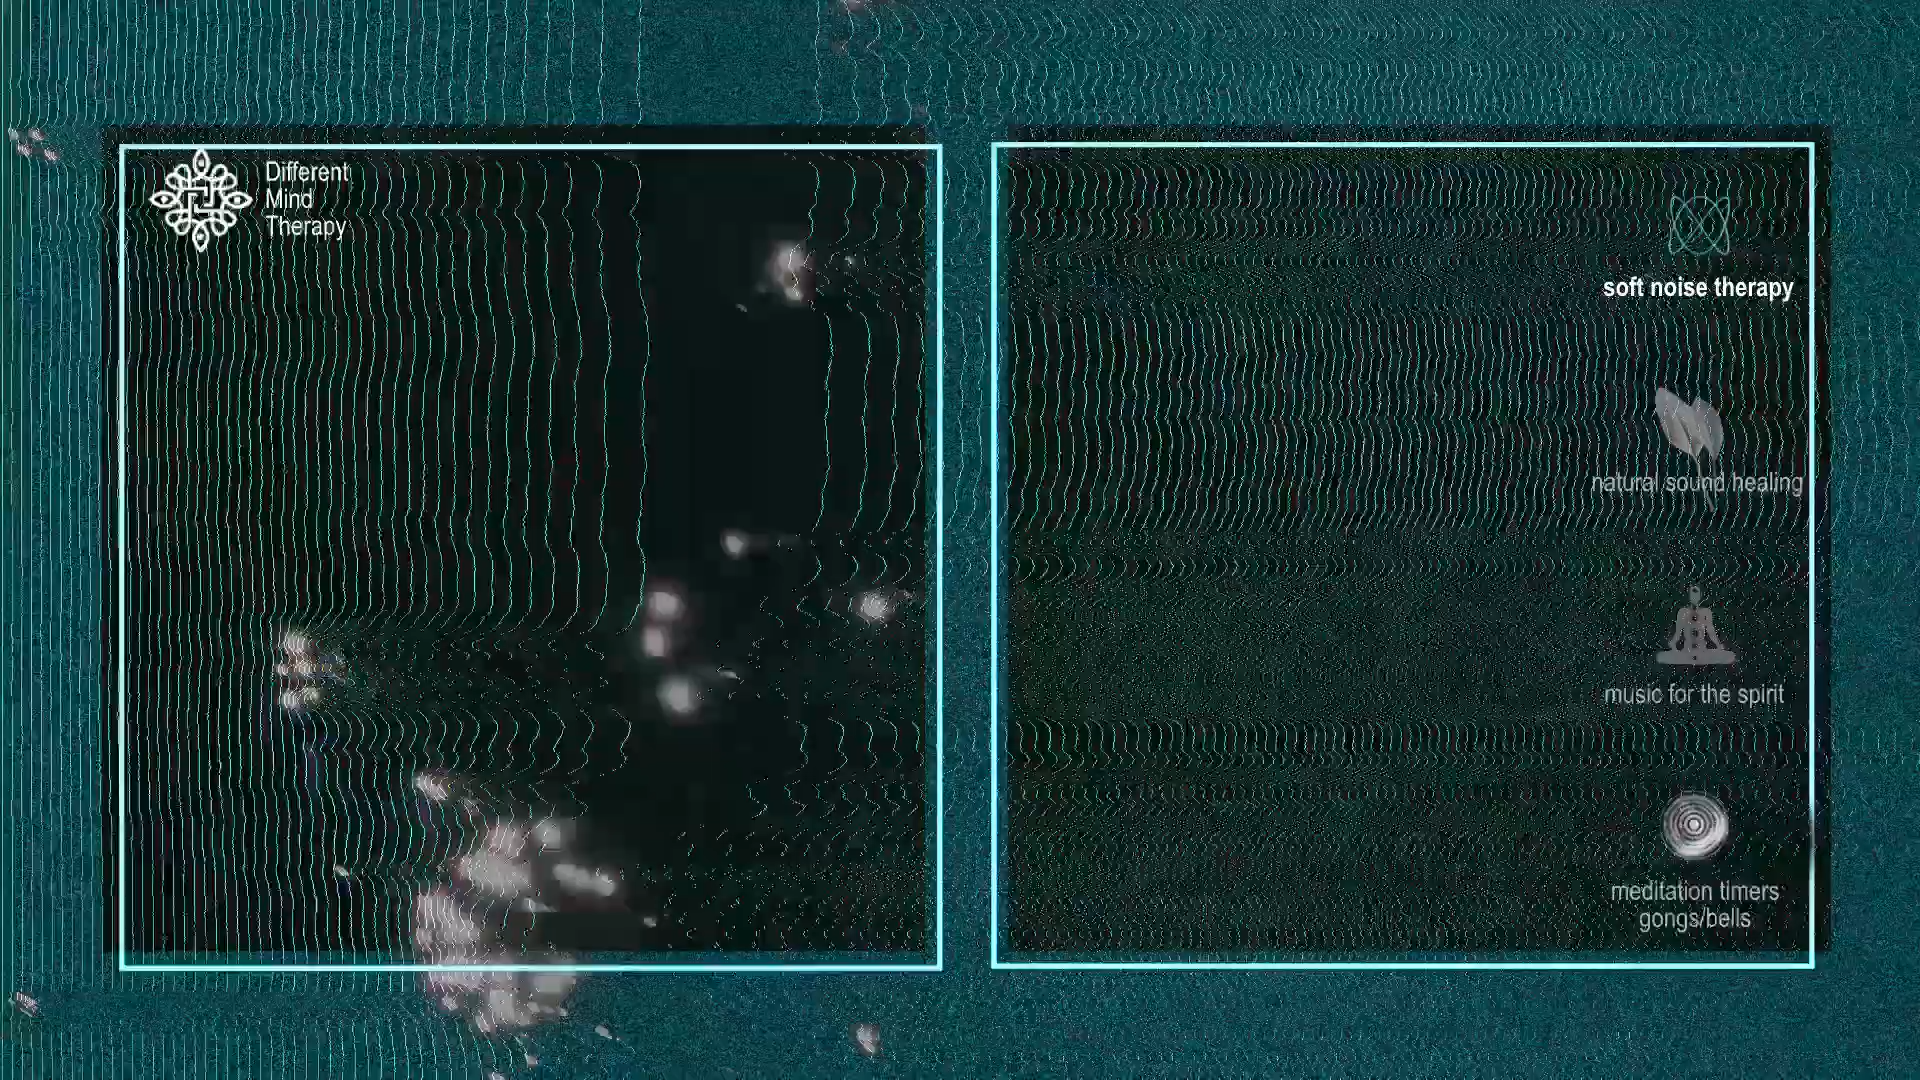 Different
Mind
Therapy
soft noise therapy
natural sound healing
music for the spirit
meditation timers
gongs/bells